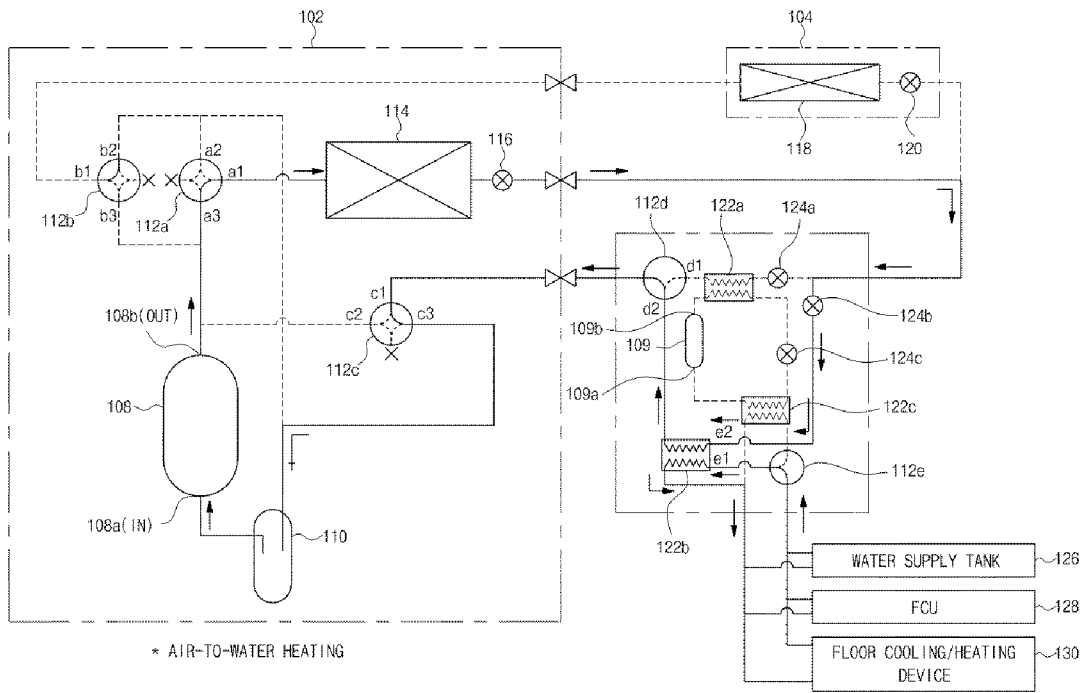 102
104
114
116
118
120
b2
a2
b1
a1
112b
b3
112a
a3
112d
122a
124a
d1
d2
c1
108b(OUT)
c2
c3
109b
124b
109
112c
124c
109a
108
122c
e2
e1
112e
108a(IN)
110
122b
WATER SUPPLY TANK
126
FCU
128
* AIR-TO-WATER HEATING
FLOOR COOLING/HEATING
DEVICE
130